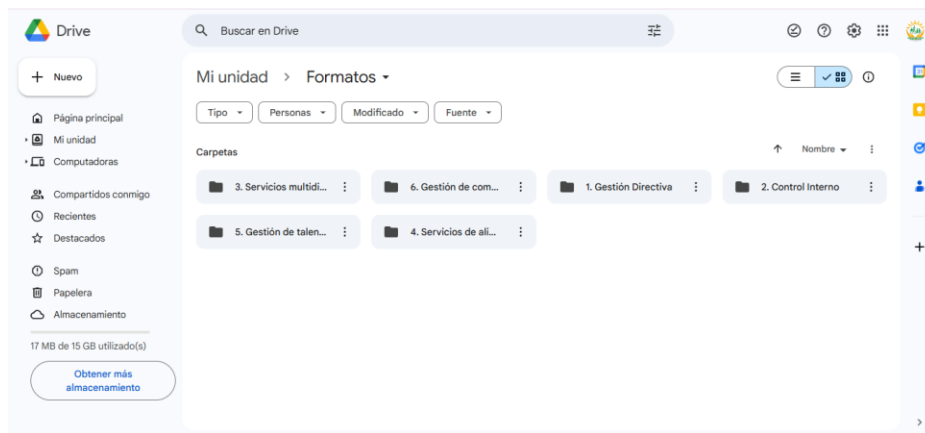 Drive
Buscar en Drive
Nuevo
Mi unidad > Formatos
Tipo Personas Modificado Fuente
Página principal
Mi unidad
Computadoras
Compartidos conmigo
Recientes
Destacados
Spam
Papelera
Almacenamiento
17 MB de 15 GB utilizado(s)
Obtener más
almacenamiento
Carpetas
Nombre
3. Servicios multidi...
6. Gestión de com...
1. Gestión Directiva
2. Control Interno
5. Gestión de talen...
4. Servicios de ali...